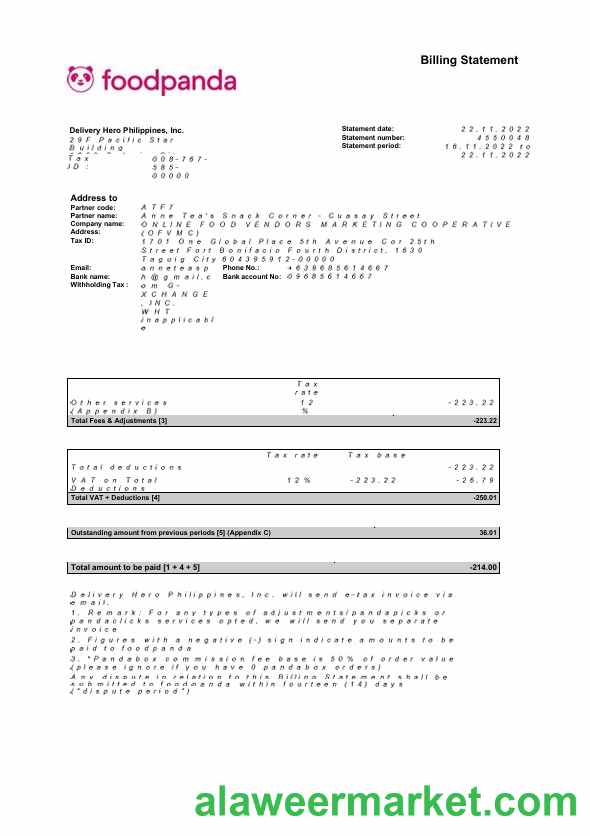 Billing Statement
foodpanda
Delivery Hero Philippines, Inc.
29F Pacific Star
Building
Tax ID: 008-767-585-00000
Statement date: 22.11.2022
Statement number: 4550048
Statement period: 16.11.2022 to 22.11.2022
Address to
Partner code: ATF7
Partner name: Anne Tea's Snack Corner - Cuasay Street
Company name: ONLINE FOOD VENDORS MARKETING COOPERATIVE
Address: (OFVMC)
Tax ID: 1701 One Global Place 5th Avenue Cor 25th
Street Fort Bonifacio Fourth District, 1630
Taguig City 604395912-00000
Email: anneteasp Phone No.: +639685614667
Bank name: h@gmail.c Bank account No: 09685614667
Withholding Tax : om G-
XCHANGE
, INC.
WHT
inapplicabl
e
Tax
rate
Other services 12 -223.22
(Appendix B) %
Total Fees & Adjustments [3] -223.22
Tax rate Tax base
Total deductions -223.22
VAT on Total 12% -223.22 -26.79
Deductions
Total VAT + Deductions [4] -250.01
Outstanding amount from previous periods [5] (Appendix C) 36.01
Total amount to be paid [1 + 4 + 5] -214.00
Delivery Hero Philippines, Inc. will send e-tax invoice via
email.
1. Remark: For any types of adjustments/pandapicks or
pandaclicks services opted, we will send you separate
invoice
2. Figures with a negative (-) sign indicate amounts to be
paid to foodpanda
3. *Pandabox commission fee base is 50% of order value
(please ignore if you have 0 pandabox orders)
Any dispute in relation to this Billing Statement shall be
submitted to foodpanda within fourteen (14) days
("dispute period")
alaweermarket.com